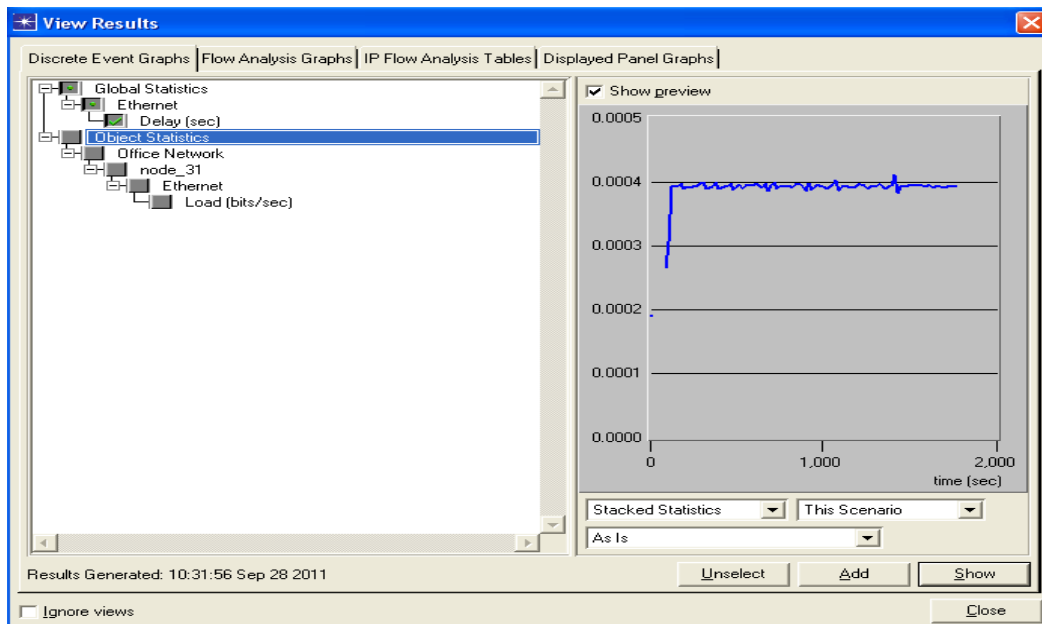 View Results
Discrete Event Graphs Flow Analysis Graphs IP Flow Analysis Tables Displayed Panel Graphs
Global Statistics
Ethernet
Delay (sec)
Object Statistics
Office Network
node_31
Ethernet
Load (bits/sec)
Show preview
0.0005
0.0004
0.0003
0.0002
0.0001
0.0000
0 1,000 2,000
time (sec)
Stacked Statistics This Scenario
As Is
Results Generated: 10:31:56 Sep 28 2011
Unselect Add Show
Ignore views
Close